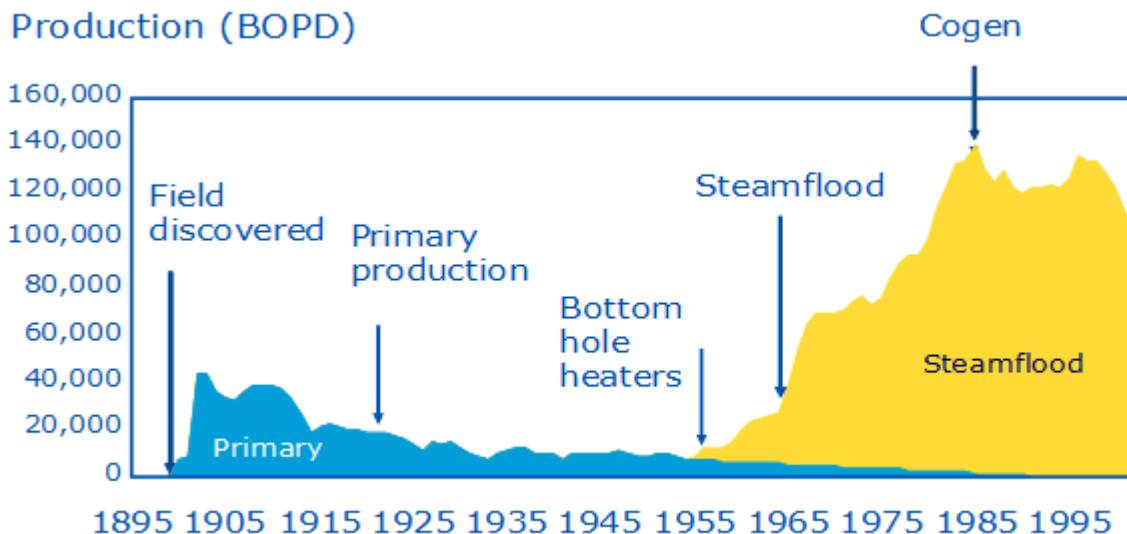 Production (BOPD)
Cogen
160,000
140,000
120,000
100,000
80,000
60,000
40,000
20,000
0
Field
discovered
Primary
production
Bottom
hole
heaters
Steamflood
Primary
Steamflood
1895 1905 1915 1925 1935 1945 1955 1965 1975 1985 1995